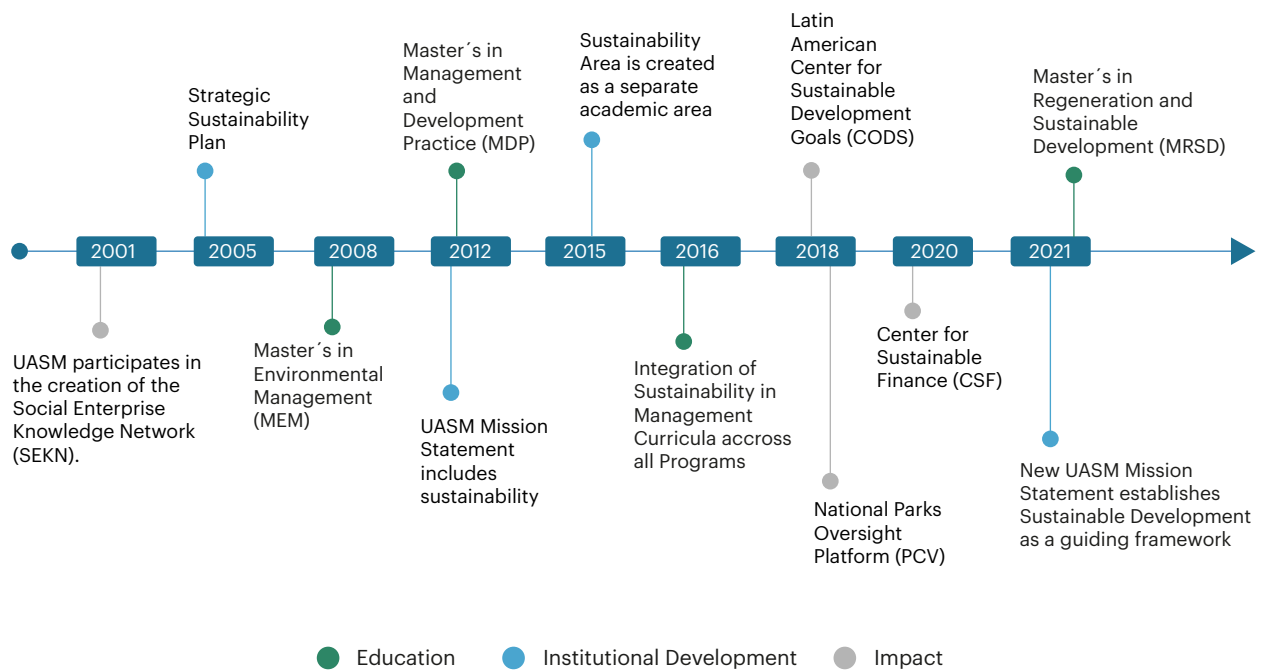 Strategic
Sustainability
Plan
Master´s in
Management
and
Development
Practice (MDP)
Sustainability
Area is created
as a separate
academic area
Latin
American
Center for
Sustainable
Development
Goals (CODS)
Master´s in
Regeneration and
Sustainable
Development (MRSD)
2001
2005
2008
2012
2015
2016
2018
2020
2021
UASM participates in
the creation of the
Social Enterprise
Knowledge Network
(SEKN).
Master´s in
Environmental
Management
(MEM)
UASM Mission
Statement
includes
sustainability
Integration of
Sustainability in
Management
Curricula accross
all Programs
National Parks
Oversight
Platform (PCV)
Center for
Sustainable
Finance (CSF)
New UASM Mission
Statement establishes
Sustainable Development
as a guiding framework
Education
Institutional Development
Impact